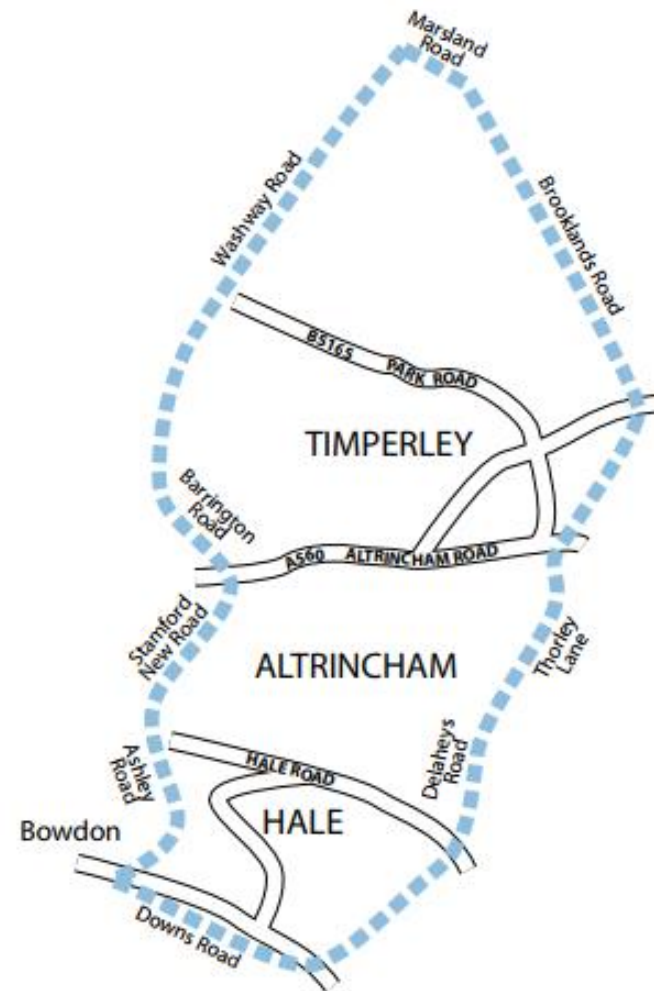 Marsland
Road
Washway Road
Brooklands Road
B5165 PARK ROAD
TIMPERLEY
Barrington
Road
A560 ALTRINCHAM ROAD
Stamford
New Road
Thorley
Lane
ALTRINCHAM
Ashley
Road
HALE ROAD
Delaheys
Road
HALE
Bowdon
Downs Road